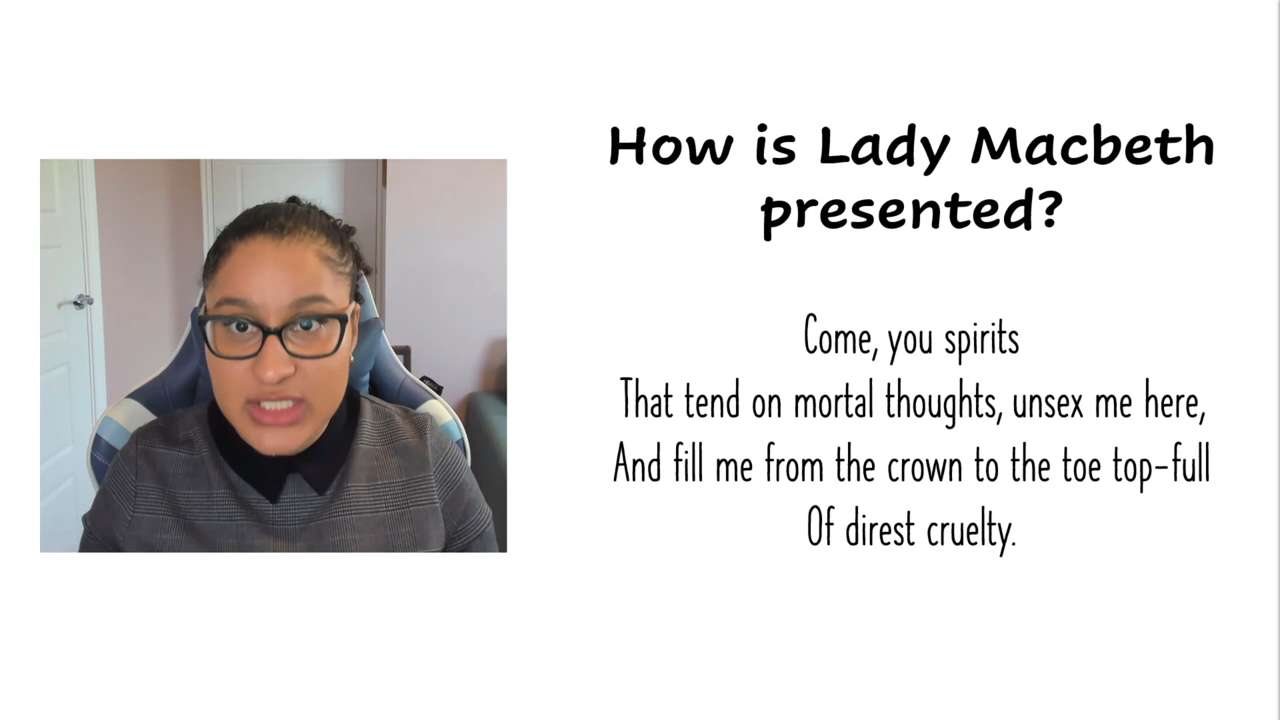 How is Lady Macbeth
presented?
Come, you spirits
That tend on mortal thoughts, unsex me here,
And fill me from the crown to the toe top-full
Of direst cruelty.